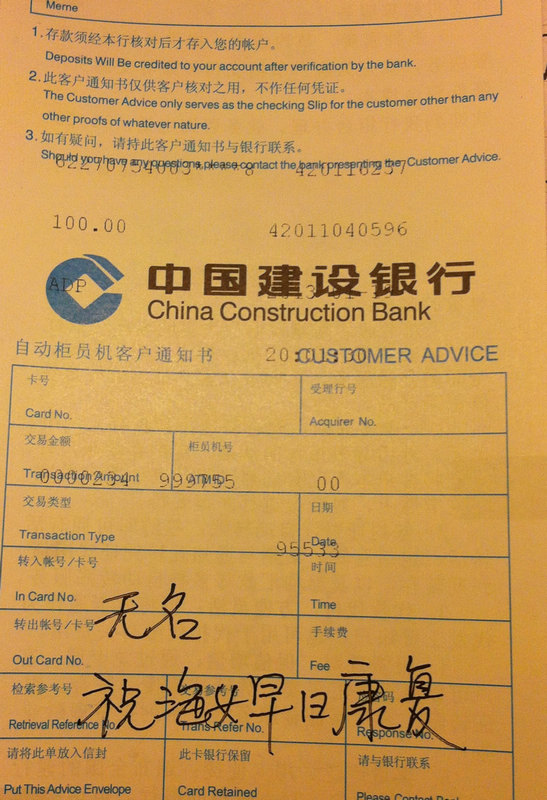 Meme
1. 存款须经本行核对后才存入您的帐户。
Deposits Will Be credited to your account after verification by the bank.
2. 此客户通知书仅供客户核对之用，不作任何凭证。
The Customer Advice only serves as the checking Slip for the customer other than any
other proofs of whatever nature.
3. 如有疑问，请持此客户通知书与银行联系。
Should you have any questions,please contact the bank presenting the Customer Advice.
420116237
100.00 42011040596
ADP
中国建设银行
China Construction Bank
自动柜员机客户通知书 CUSTOMER ADVICE
卡号 受理行号
Card No. Acquirer No.
交易金额 柜员机号
Transaction Amount ATM ID
0000234 999755 00
交易类型 日期
Transaction Type Date
95533
转入帐号/卡号 时间
In Card No. Time
无名
转出帐号/卡号 手续费
Out Card No. Fee
检索参考号
祝海女早日康复
Retrieval Reference No. Trans Refer No. Response No.
请将此单放入信封 此卡银行保留 请与银行联系
Put This Advice Envelope Card Retained Please Contact